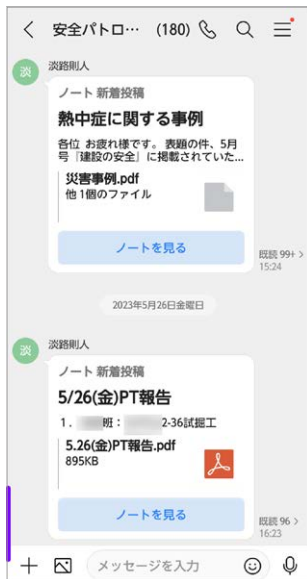 安全パトロ… (180)
淡
淡路則人
ノート 新着投稿
熱中症に関する事例
各位 お疲れ様です。表題の件、5月
号『建設の安全』に掲載されていた...
災害事例.pdf
他 1個のファイル
ノートを見る
既読 99+ >
15:24
2023年5月26日金曜日
淡
淡路則人
ノート 新着投稿
5/26(金)PT報告
1. 班: 2-36試掘工
5.26(金)PT報告.pdf
895KB
ノートを見る
既読 96 >
16:23
メッセージを入力